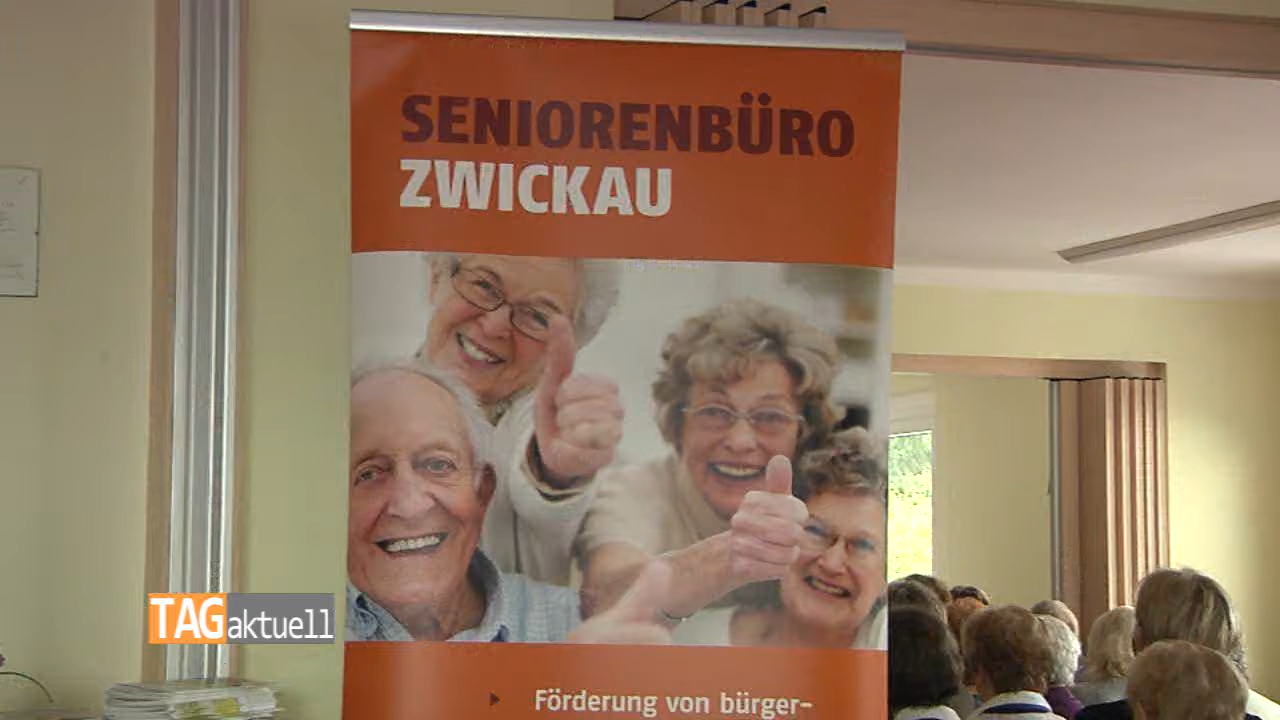 SENIORENBÜRO
ZWICKAU
TAGaktuell
Förderung von bürger-